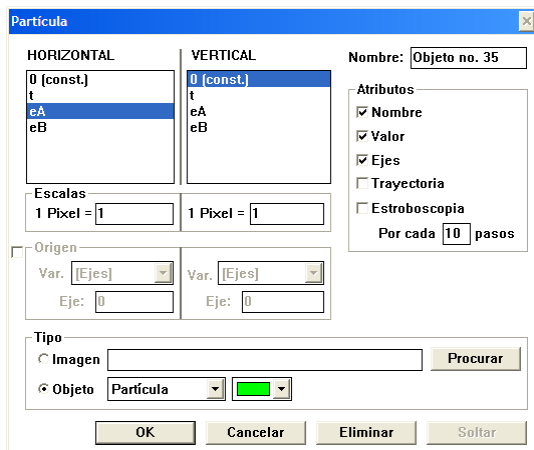 Partícula
HORIZONTAL
0 (const.)
t
eA
eB
VERTICAL
0 (const.)
t
eA
eB
Nombre: Objeto no. 35
Atributos
Nombre
Valor
Ejes
Trayectoria
Estroboscopia
Por cada 10 pasos
Escalas
1 Pixel = 1
1 Pixel = 1
Origen
Var. [Ejes]
Var. [Ejes]
Eje: 0
Eje: 0
Tipo
Imagen
Procurar
Objeto Partícula
OK Cancelar Eliminar Soltar